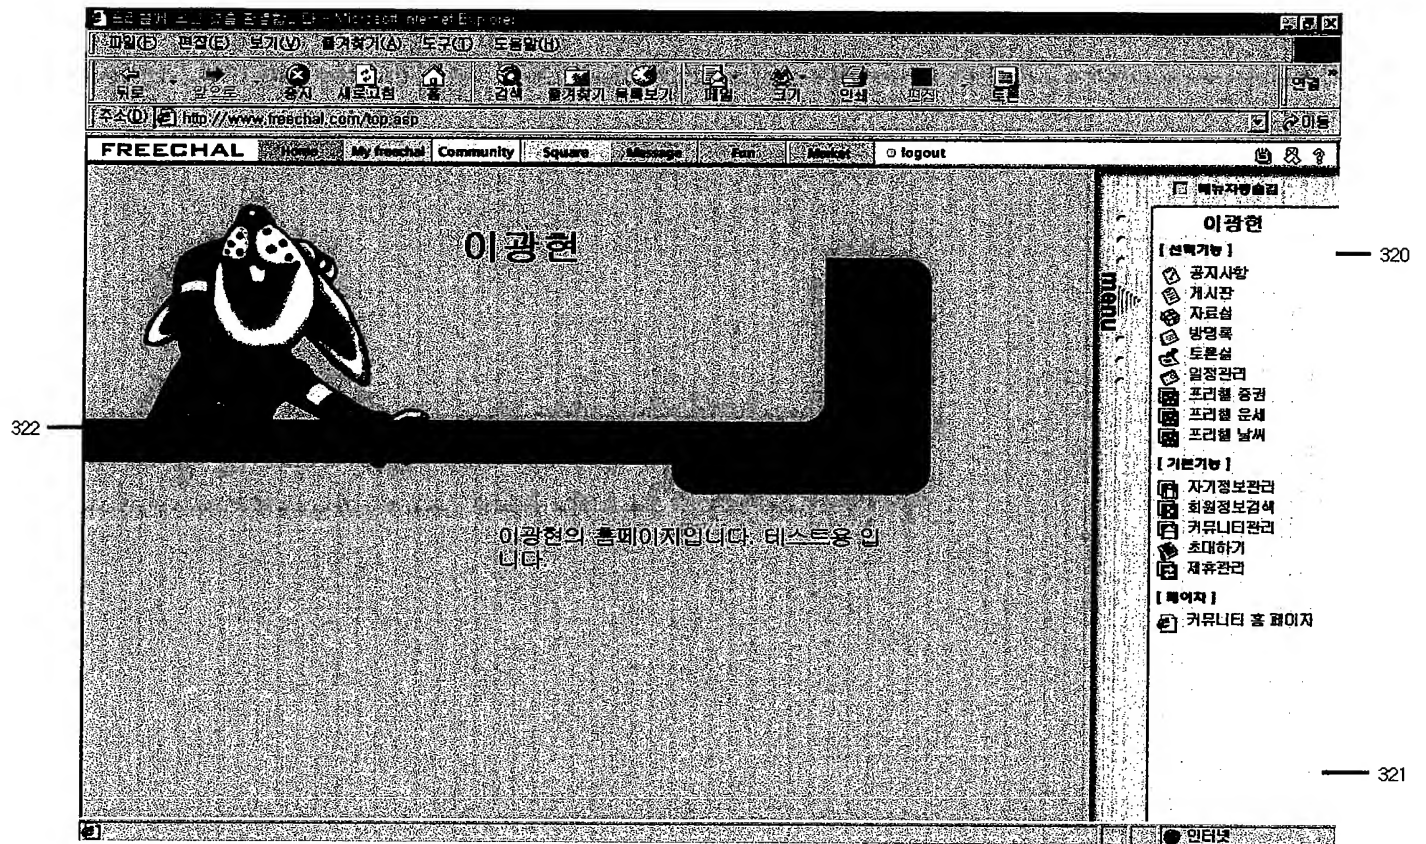 Microsoft Internet Explorer
파일(F) 편집(E) 보기(V) 즐겨찾기(A) 도구(T) 도움말(H)
뒤로 앞으로 중지 새로고침 홈 검색 즐겨찾기 목록보기 메일 크기 인쇄 편집 토론 연결
주소(D) http://www.freechal.com/top.asp 이동
FREECHAL Home My freechal Community Square Message Fun Market logout
메뉴자동숨김
이광현
menu
이광현
[ 선택기능 ]
공지사항
게시판
자료실
방명록
토론실
일정관리
프리챌 증권
프리챌 운세
프리챌 날씨
[ 기본기능 ]
자기정보관리
회원정보검색
커뮤니티관리
초대하기
제휴관리
[ 페이지 ]
커뮤니티 홈 페이지
이광현의 홈페이지입니다. 테스트용 입
니다.
인터넷
320
322
321